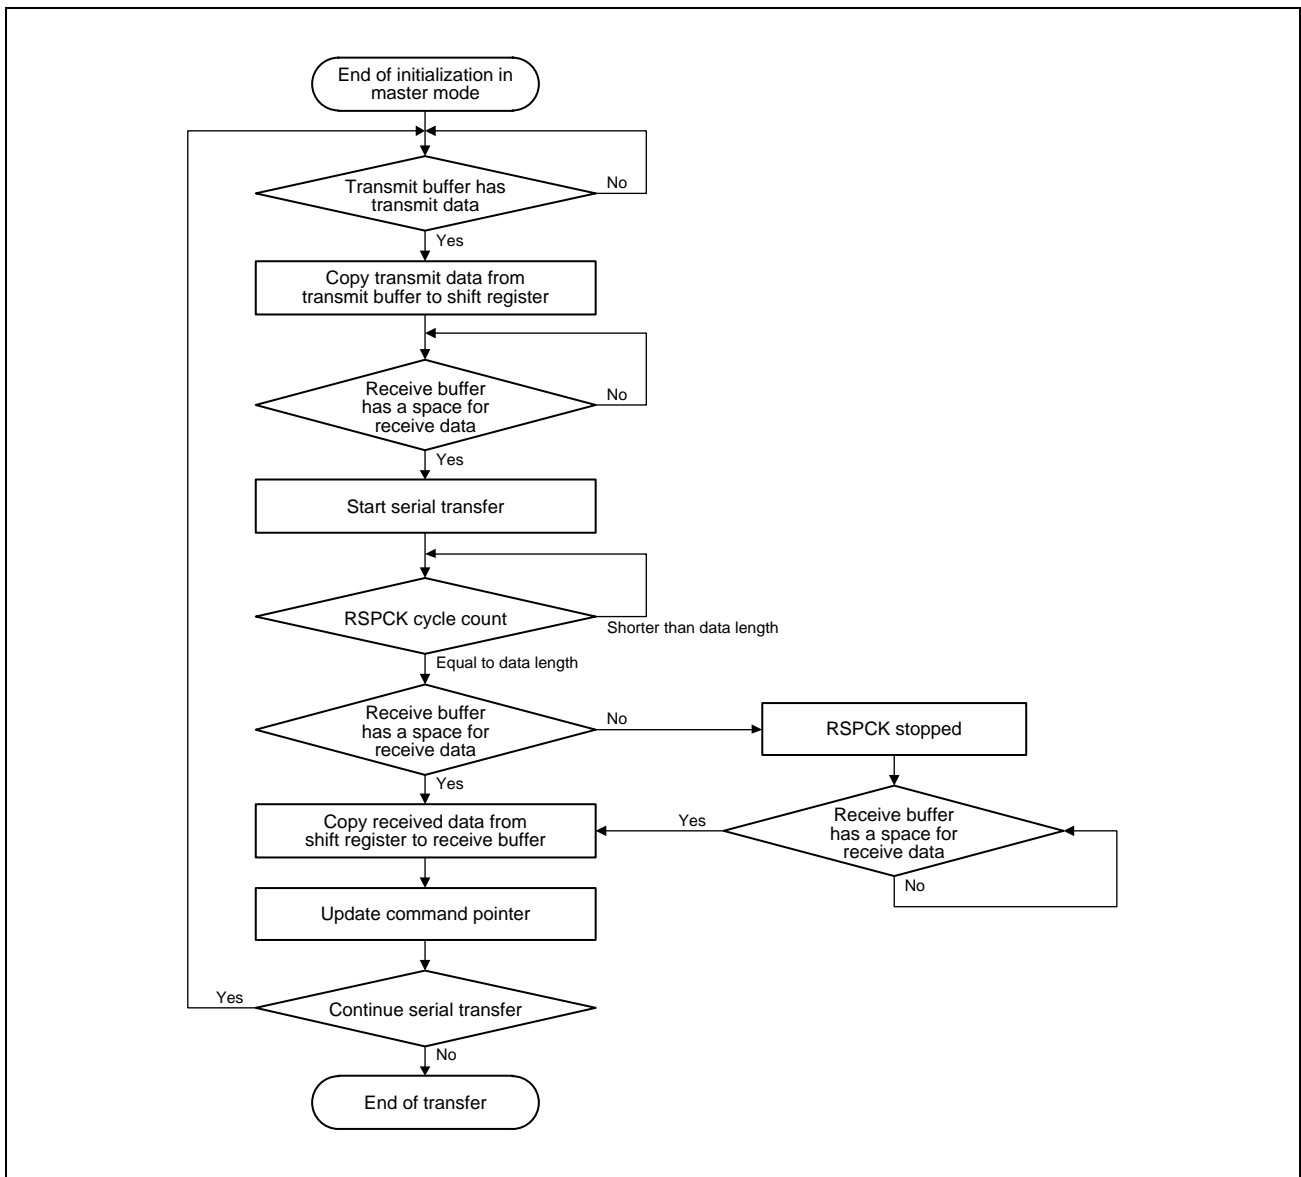 End of initialization in
master mode
Transmit buffer has
transmit data
No
Yes
Copy transmit data from
transmit buffer to shift register
Receive buffer
has a space for
receive data
No
Yes
Start serial transfer
RSPCK cycle count
Shorter than data length
Equal to data length
Receive buffer
has a space for
receive data
No
RSPCK stopped
Yes
Copy received data from
shift register to receive buffer
Yes
Receive buffer
has a space for
receive data
No
Update command pointer
Continue serial transfer
Yes
No
End of transfer